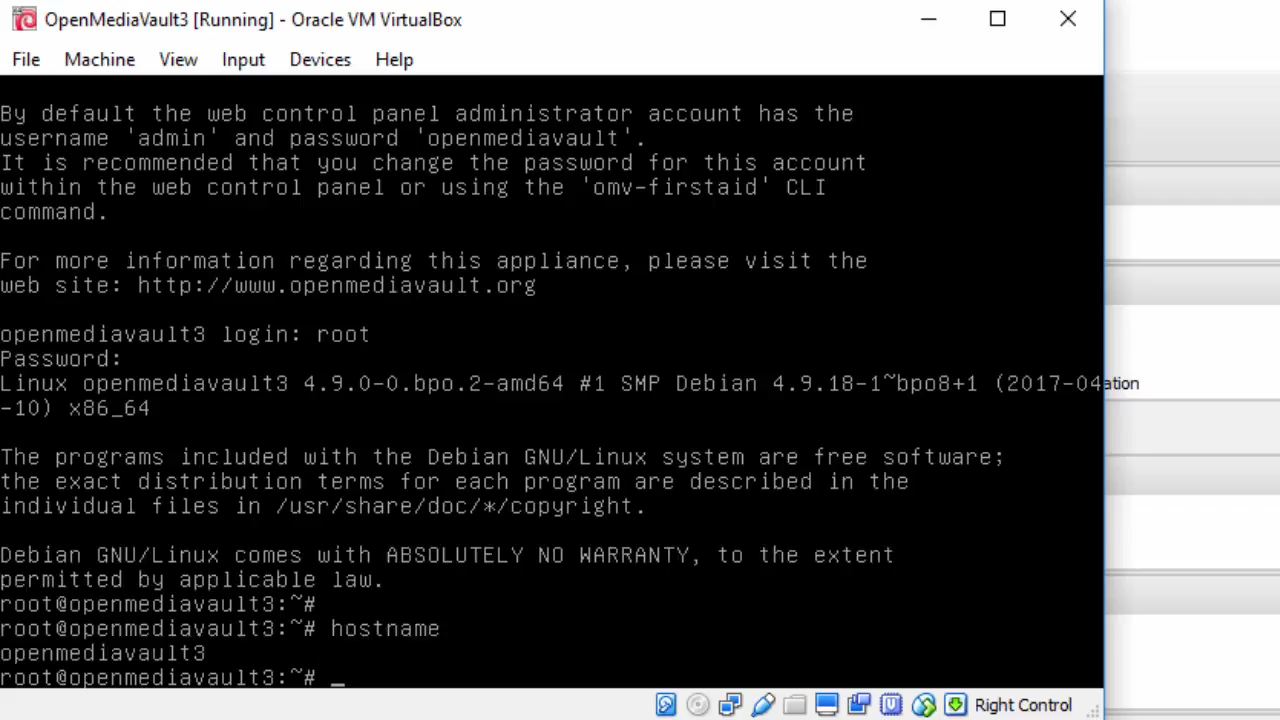 OpenMediaVault3 [Running] - Oracle VM VirtualBox
File Machine View Input Devices Help
By default the web control panel administrator account has the
username 'admin' and password 'openmediavault'.
It is recommended that you change the password for this account
within the web control panel or using the 'omv-firstaid' CLI
command.
For more information regarding this appliance, please visit the
web site: http://www.openmediavault.org
openmediavault3 login: root
Password:
Linux openmediavault3 4.9.0-0.bpo.2-amd64 #1 SMP Debian 4.9.18-1~bpo8+1 (2017-04
-10) x86_64
The programs included with the Debian GNU/Linux system are free software;
the exact distribution terms for each program are described in the
individual files in /usr/share/doc/*/copyright.
Debian GNU/Linux comes with ABSOLUTELY NO WARRANTY, to the extent
permitted by applicable law.
root@openmediavault3:~#
root@openmediavault3:~# hostname
openmediavault3
root@openmediavault3:~# _
Right Control